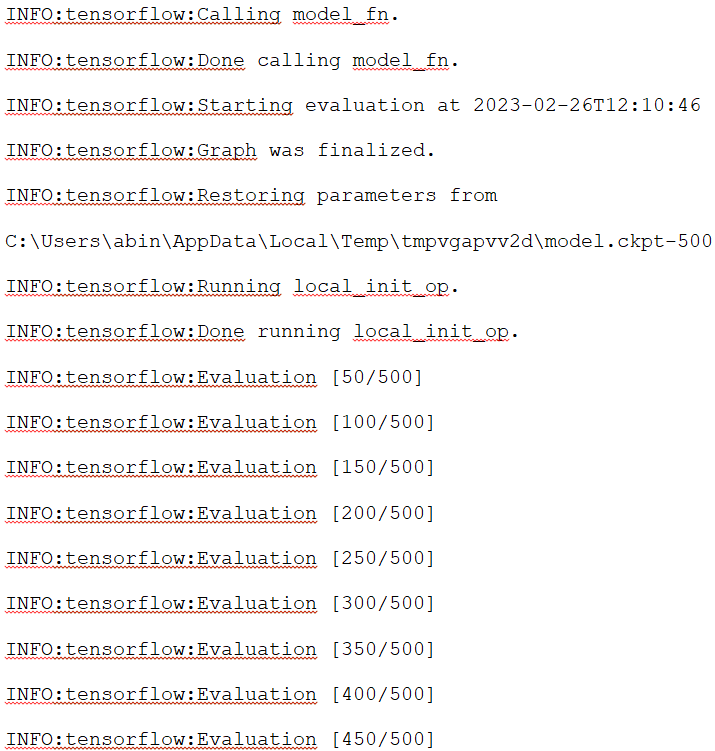 INFO:tensorflow:Calling model_fn.
INFO:tensorflow:Done calling model_fn.
INFO:tensorflow:Starting evaluation at 2023-02-26T12:10:46
INFO:tensorflow:Graph was finalized.
INFO:tensorflow:Restoring parameters from
C:\Users\abin\AppData\Local\Temp\tmpvgapvv2d\model.ckpt-500
INFO:tensorflow:Running local_init_op.
INFO:tensorflow:Done running local_init_op.
INFO:tensorflow:Evaluation [50/500]
INFO:tensorflow:Evaluation [100/500]
INFO:tensorflow:Evaluation [150/500]
INFO:tensorflow:Evaluation [200/500]
INFO:tensorflow:Evaluation [250/500]
INFO:tensorflow:Evaluation [300/500]
INFO:tensorflow:Evaluation [350/500]
INFO:tensorflow:Evaluation [400/500]
INFO:tensorflow:Evaluation [450/500]